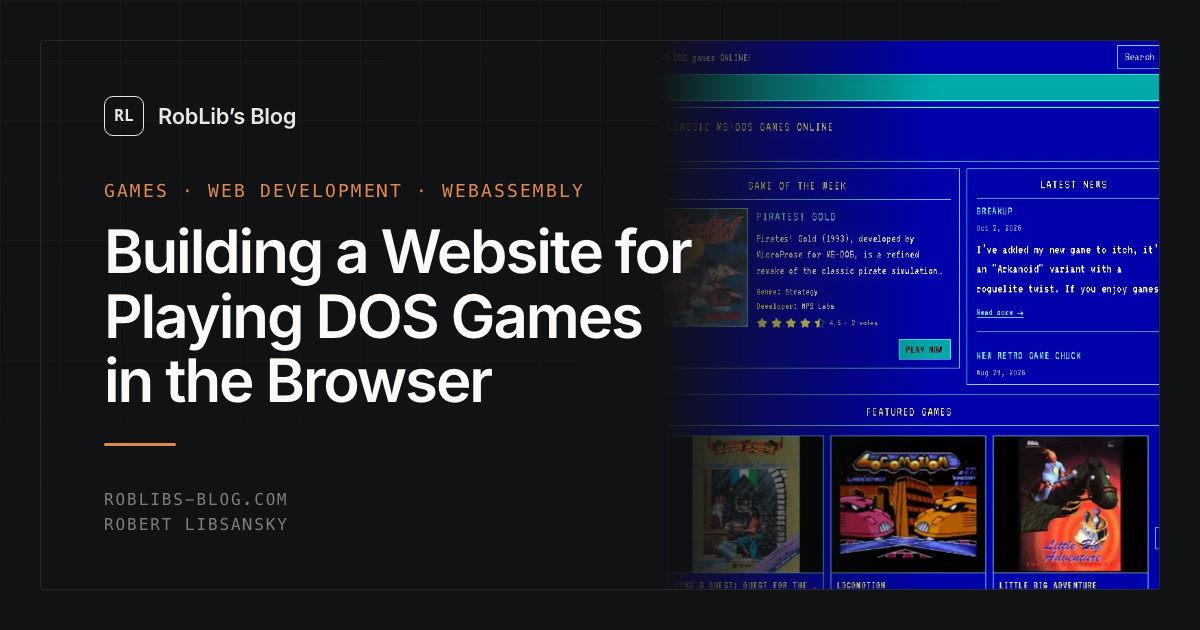 RL RobLib's Blog
GAMES · WEB DEVELOPMENT · WEBASSEMBLY
Building a Website for
Playing DOS Games
in the Browser
ROBLIBS-BLOG.COM
ROBERT LIBSANSKY
DOS games ONLINE!
Search
CLASSIC MS-DOS GAMES ONLINE
GAME OF THE WEEK
PIRATES! GOLD
Pirates! Gold (1993), developed by
MicroProse for MS-DOS, is a refined
remake of the classic pirate simulation…
Genre: Strategy
Developer: MPS Labs
4.5 · 2 votes
PLAY NOW
LATEST NEWS
BREAKUP
Oct 2, 2026
I've added my new game to itch, it'
an "Arkanoid" variant with a
roguelite twist. If you enjoy games
Read more →
NEW RETRO GAME CHUCK
Aug 29, 2026
FEATURED GAMES
LOCOMOTION
Little Big
Adventure
KING'S QUEST: QUEST FOR THE …
LOCOMOTION
LITTLE BIG ADVENTURE